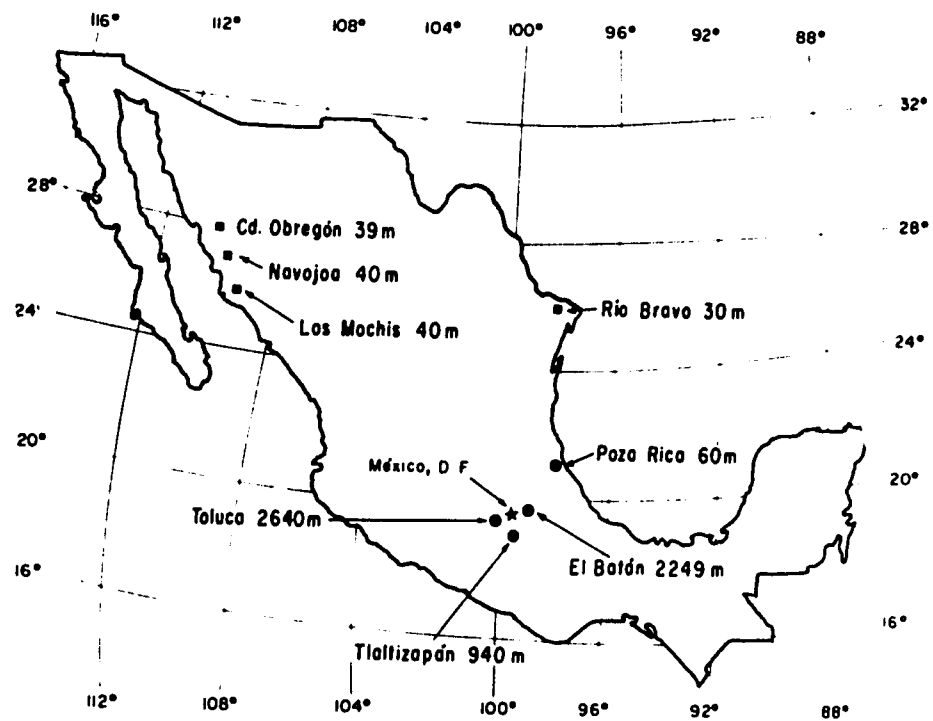 116° 112° 104° 100° 96° 92° 88°
32°
28°
Cd. Obregón 39m
28°
Navojoa 40m
24'
Los Mochis 40m
Río Bravo 30m
24°
20°
México, D F
Poza Rica 60m
20°
Toluca 2640m
El Batán 2249m
16°
16°
Tlaltizapán 940m
112° 108° 104° 100° 96° 92° 88°